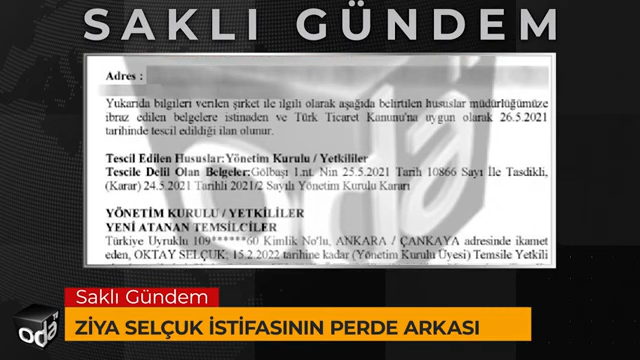 SAKLI GÜNDEM
Adres :
Yukarıda bilgileri verilen şirket ile ilgili olarak aşağıda belirtilen hususlar müdürlüğümüze
ibraz edilen belgelere istinaden ve Türk Ticaret Kanunu'na uygun olarak 26.5.2021
tarihinde tescil edildiği ilan olunur.
Tescil Edilen Hususlar:Yönetim Kurulu / Yetkililer
Tescile Delil Olan Belgeler:Gölbaşı 1.nt. Nin 25.5.2021 Tarih 10866 Sayı İle Tasdikli,
(Karar) 24.5.2021 Tarihli 2021/2 Sayılı Yönetim Kurulu Kararı
YÖNETİM KURULU / YETKİLİLER
YENİ ATANAN TEMSİLCİLER
Türkiye Uyruklu 109******60 Kimlik No'lu, ANKARA / ÇANKAYA adresinde ikamet
eden, OKTAY SELÇUK; 15.2.2022 tarihine kadar (Yönetim Kurulu Üyesi) Temsile Yetkili
Saklı Gündem
oda
ZİYA SELÇUK İSTİFASININ PERDE ARKASI